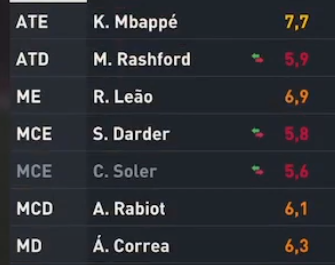 ATE K. Mbappé 7,7
ATD M. Rashford 5,9
ME R. Leão 6,9
MCE S. Darder 5,8
MCE C. Soler 5,6
MCD A. Rabiot 6,1
MD Á. Correa 6,3